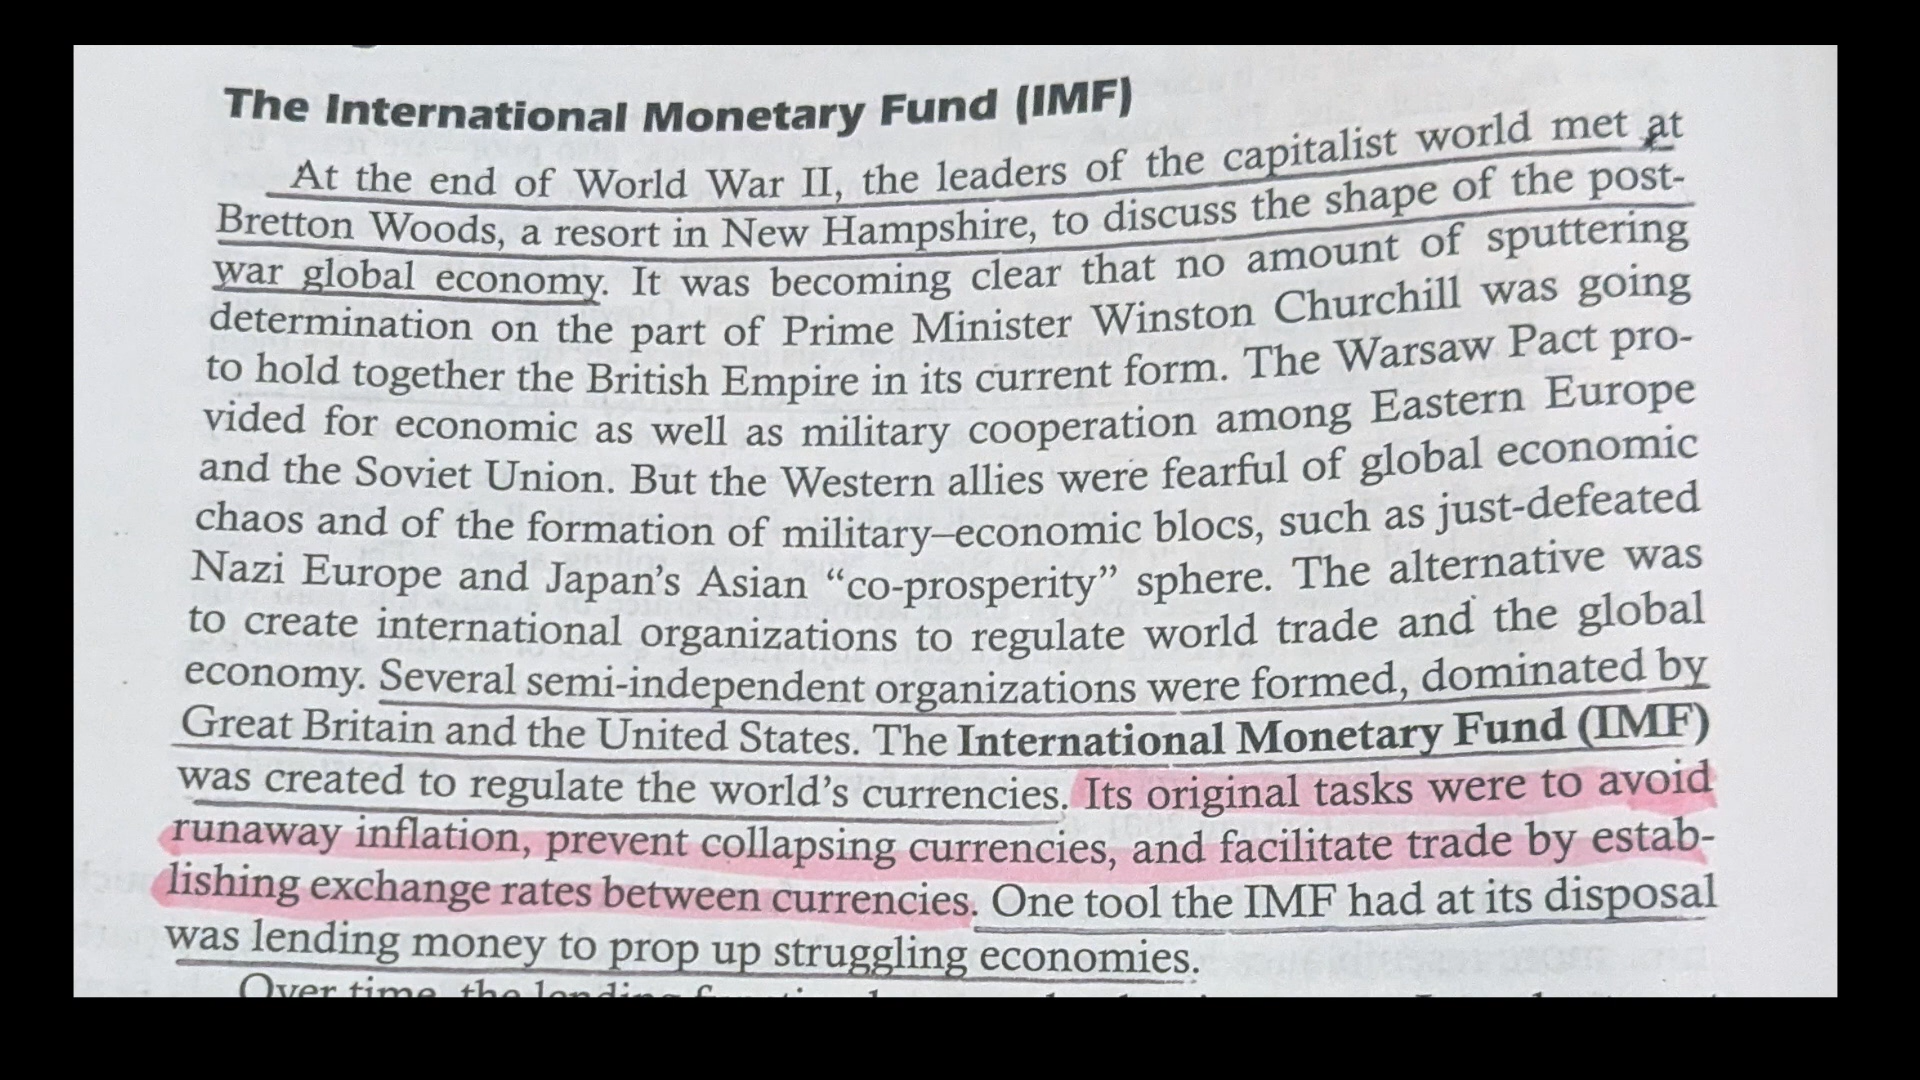 The International Monetary Fund (IMF)
At the end of World War II, the leaders of the capitalist world met at
Bretton Woods, a resort in New Hampshire, to discuss the shape of the post-
war global economy. It was becoming clear that no amount of sputtering
determination on the part of Prime Minister Winston Churchill was going
to hold together the British Empire in its current form. The Warsaw Pact pro-
vided for economic as well as military cooperation among Eastern Europe
and the Soviet Union. But the Western allies were fearful of global economic
chaos and of the formation of military–economic blocs, such as just-defeated
Nazi Europe and Japan's Asian “co-prosperity” sphere. The alternative was
to create international organizations to regulate world trade and the global
economy. Several semi-independent organizations were formed, dominated by
Great Britain and the United States. The International Monetary Fund (IMF)
was created to regulate the world's currencies. Its original tasks were to avoid
runaway inflation, prevent collapsing currencies, and facilitate trade by estab-
lishing exchange rates between currencies. One tool the IMF had at its disposal
was lending money to prop up struggling economies.
Over time, the lending